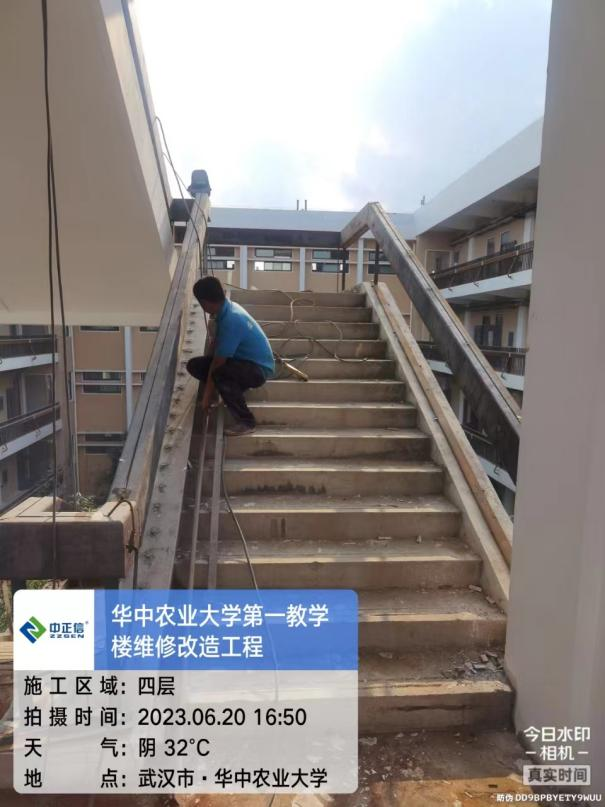 中正信®
ZZSEN
华中农业大学第一教学
楼维修改造工程
施工区域：四层
拍摄时间：2023.06.20 16:50
天气：阴 32℃
地点：武汉市·华中农业大学
今日水印
-相机-
真实时间
防伪 DD9BPBYETY9WUU